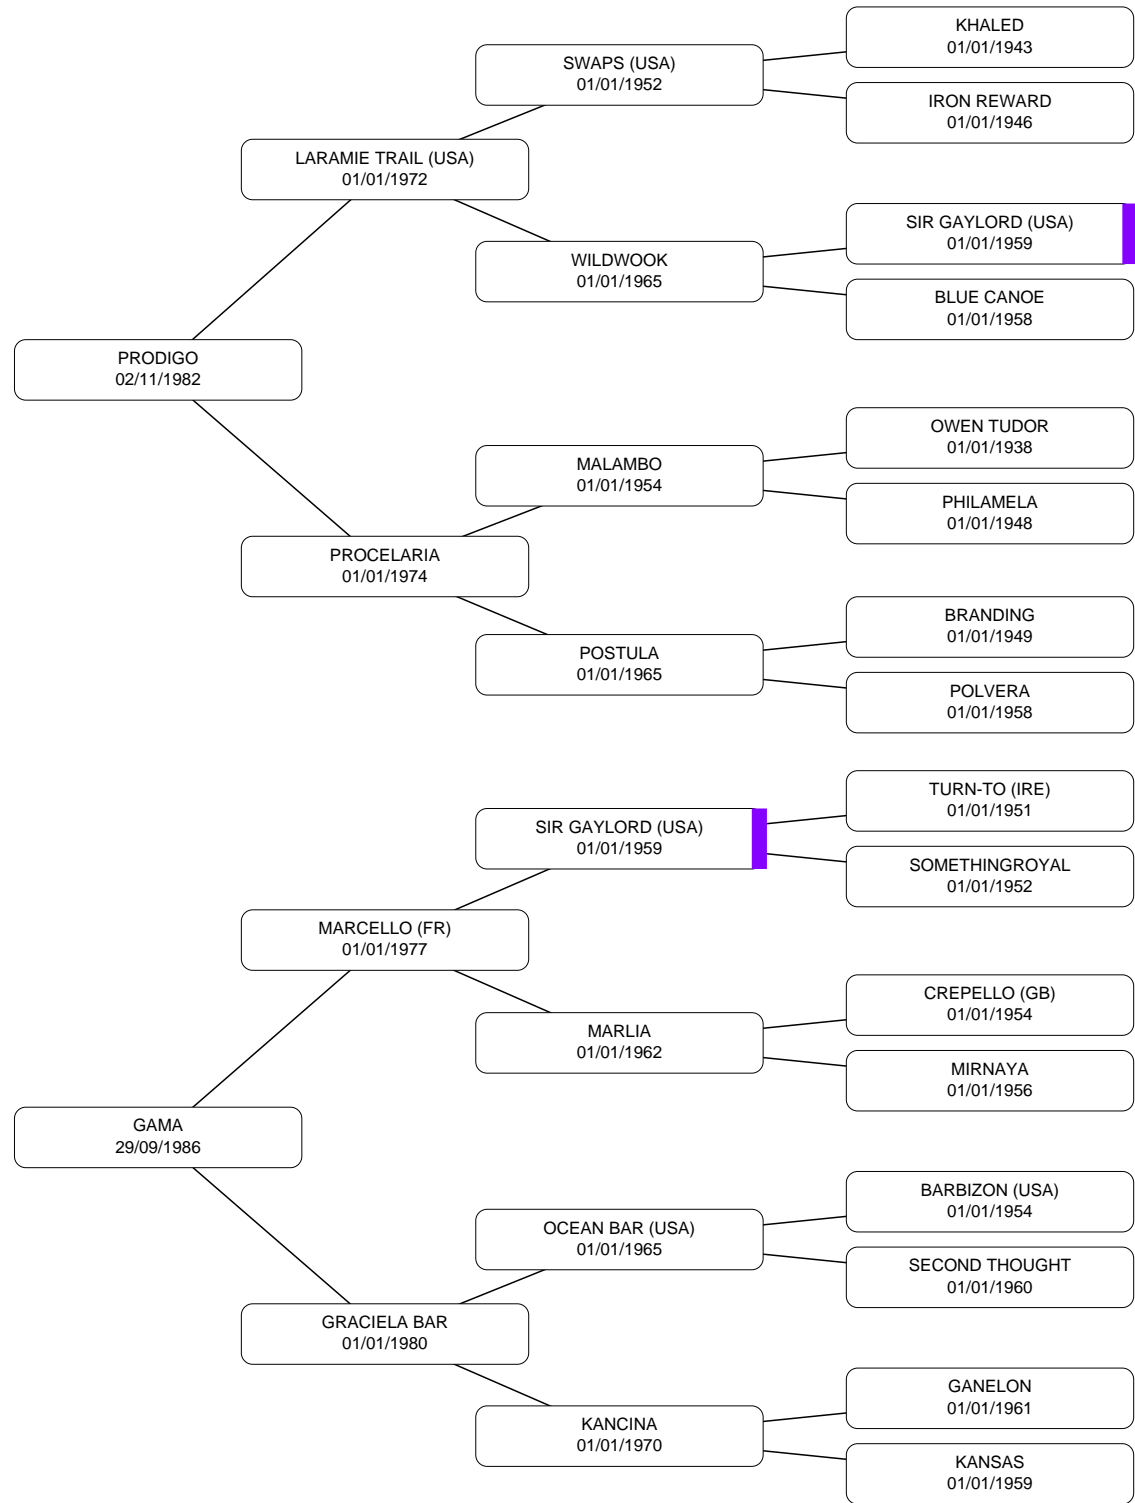 KHALED
01/01/1943
SWAPS (USA)
01/01/1952
IRON REWARD
01/01/1946
LARAMIE TRAIL (USA)
01/01/1972
SIR GAYLORD (USA)
01/01/1959
WILDWOOK
01/01/1965
BLUE CANOE
01/01/1958
PRODIGO
02/11/1982
OWEN TUDOR
01/01/1938
MALAMBO
01/01/1954
PHILAMELA
01/01/1948
PROCELARIA
01/01/1974
BRANDING
01/01/1949
POSTULA
01/01/1965
POLVERA
01/01/1958
TURN-TO (IRE)
01/01/1951
SIR GAYLORD (USA)
01/01/1959
SOMETHINGROYAL
01/01/1952
MARCELLO (FR)
01/01/1977
CREPELLO (GB)
01/01/1954
MARLIA
01/01/1962
MIRNAYA
01/01/1956
GAMA
29/09/1986
BARBIZON (USA)
01/01/1954
OCEAN BAR (USA)
01/01/1965
SECOND THOUGHT
01/01/1960
GRACIELA BAR
01/01/1980
GANELON
01/01/1961
KANCINA
01/01/1970
KANSAS
01/01/1959